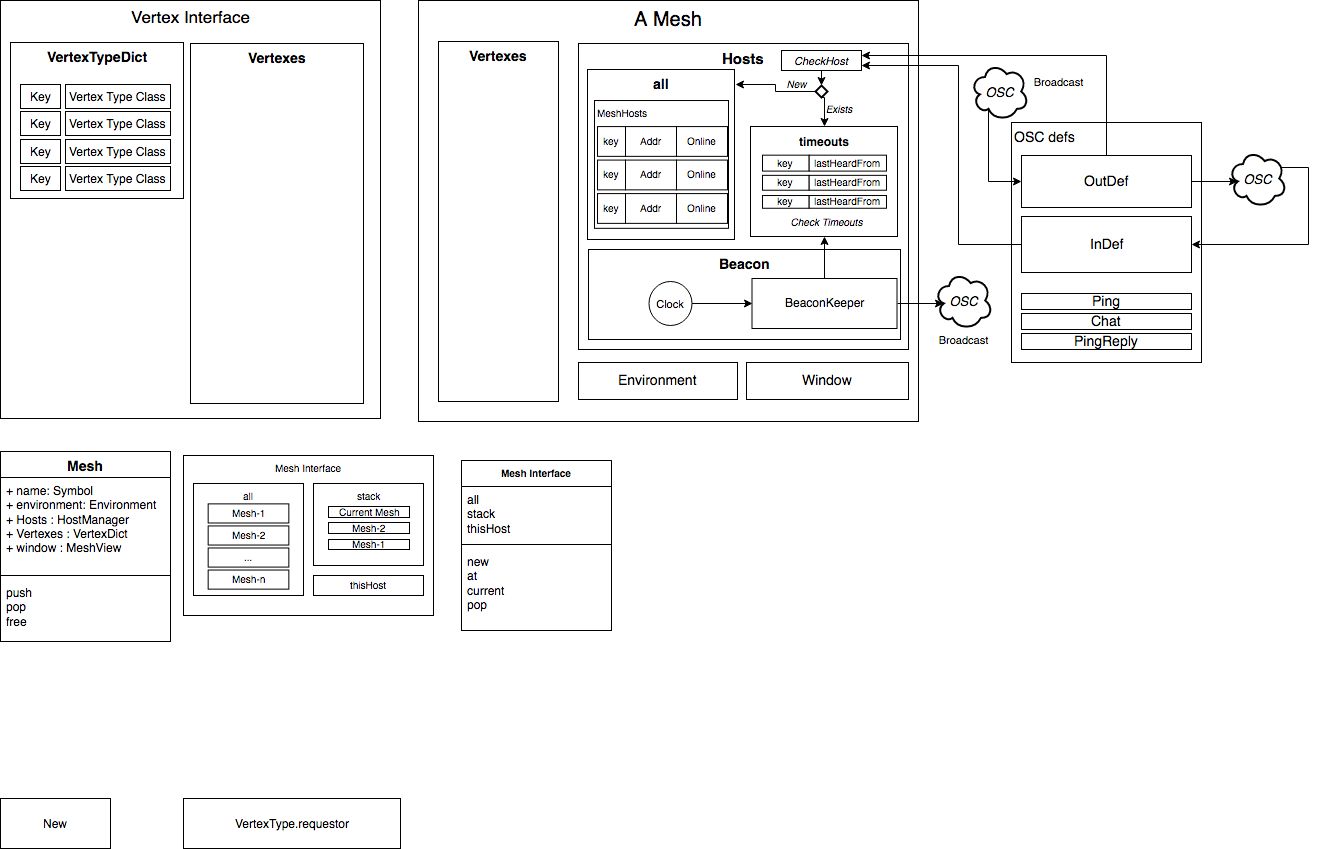 Vertex Interface
VertexTypeDict
Key Vertex Type Class
Key Vertex Type Class
Key Vertex Type Class
Key Vertex Type Class
Vertexes
A Mesh
Vertexes
Hosts
CheckHost
New
Exists
all
MeshHosts
key Addr Online
key Addr Online
key Addr Online
timeouts
key lastHeardFrom
key lastHeardFrom
key lastHeardFrom
Check Timeouts
Beacon
Clock
BeaconKeeper
OSC
Broadcast
Environment
Window
OSC
Broadcast
OSC defs
OutDef
InDef
OSC
Ping
Chat
PingReply
Mesh
+ name: Symbol
+ environment: Environment
+ Hosts : HostManager
+ Vertexes : VertexDict
+ window : MeshView
push
pop
free
Mesh Interface
all
Mesh-1
Mesh-2
...
Mesh-n
stack
Current Mesh
Mesh-2
Mesh-1
thisHost
Mesh Interface
all
stack
thisHost
new
at
current
pop
New
VertexType.requestor